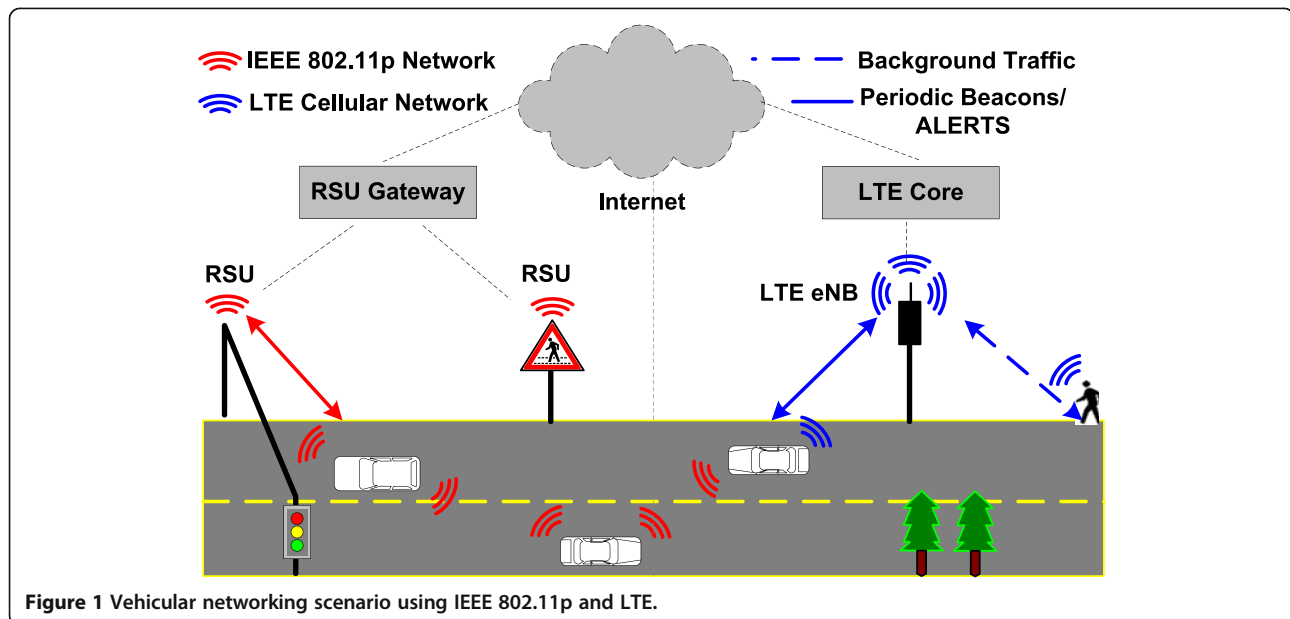 IEEE 802.11p Network
LTE Cellular Network
Background Traffic
Periodic Beacons/
ALERTS
RSU Gateway
Internet
LTE Core
RSU
RSU
LTE eNB
Figure 1 Vehicular networking scenario using IEEE 802.11p and LTE.